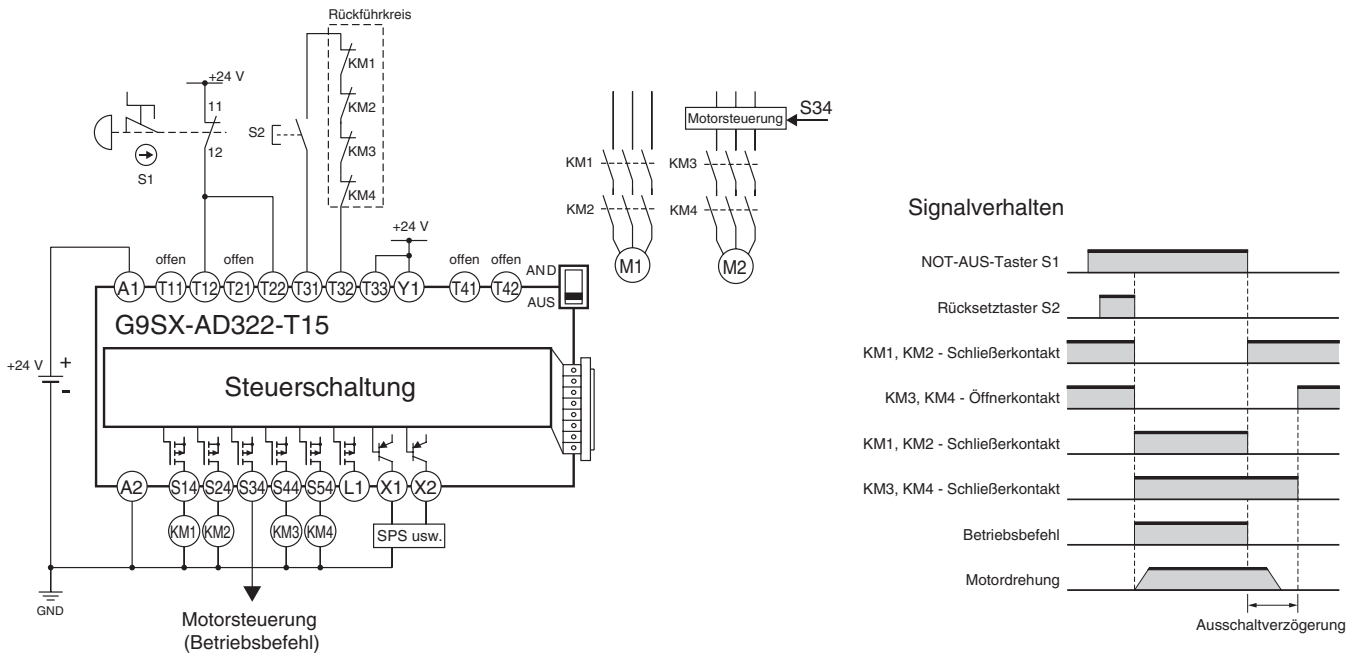 Rückführkreis
KM1
KM2
KM3
KM4
+24 V
11
12
S1
S2
+24 V
Motorsteuerung
S34
KM1
KM2
KM3
KM4
M1
M2
offen
offen
offen
offen
A1
T11
T12
T21
T22
T31
T32
T33
Y1
T41
T42
AND
AUS
G9SX-AD322-T15
Steuerschaltung
+24 V
+
-
A2
S14
S24
S34
S44
S54
L1
X1
X2
KM1
KM2
KM3
KM4
SPS usw.
GND
Motorsteuerung
(Betriebsbefehl)
Signalverhalten
NOT-AUS-Taster S1
Rücksetztaster S2
KM1, KM2 - Schließerkontakt
KM3, KM4 - Öffnerkontakt
KM1, KM2 - Schließerkontakt
KM3, KM4 - Schließerkontakt
Betriebsbefehl
Motordrehung
Ausschaltverzögerung